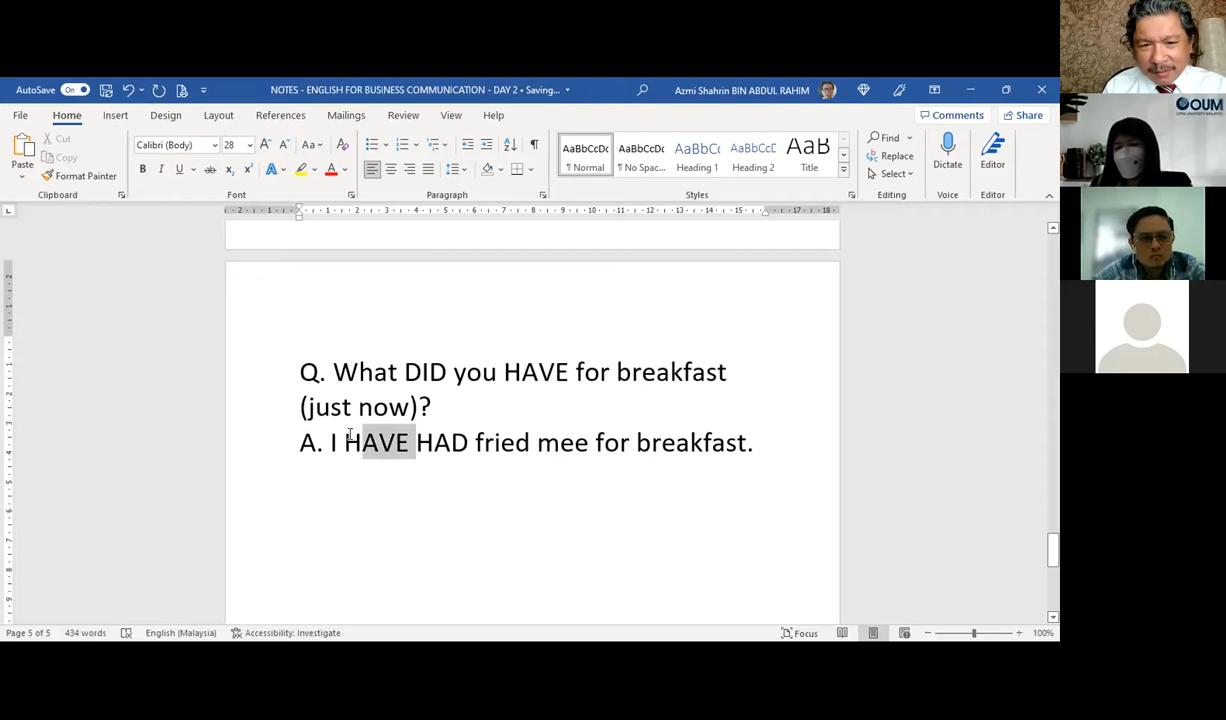 AutoSave On NOTES - ENGLISH FOR BUSINESS COMMUNICATION - DAY 2 • Saving... Azmi Shahrin BIN ABDUL RAHIM
File Home Insert Design Layout References Mailings Review View Help Comments Share
Paste Cut Copy Format Painter
Calibri (Body) 28
AaBbCcDc AaBbCcDc AaBbCc AaBbCcD AaB
¶ Normal ¶ No Spac... Heading 1 Heading 2 Title
Find Replace Select Dictate Editor
Clipboard Font Paragraph Styles Editing Voice Editor
OUM
Q. What DID you HAVE for breakfast
(just now)?
A. I HAVE HAD fried mee for breakfast.
Page 5 of 5 434 words English (Malaysia) Accessibility: Investigate Focus 100%